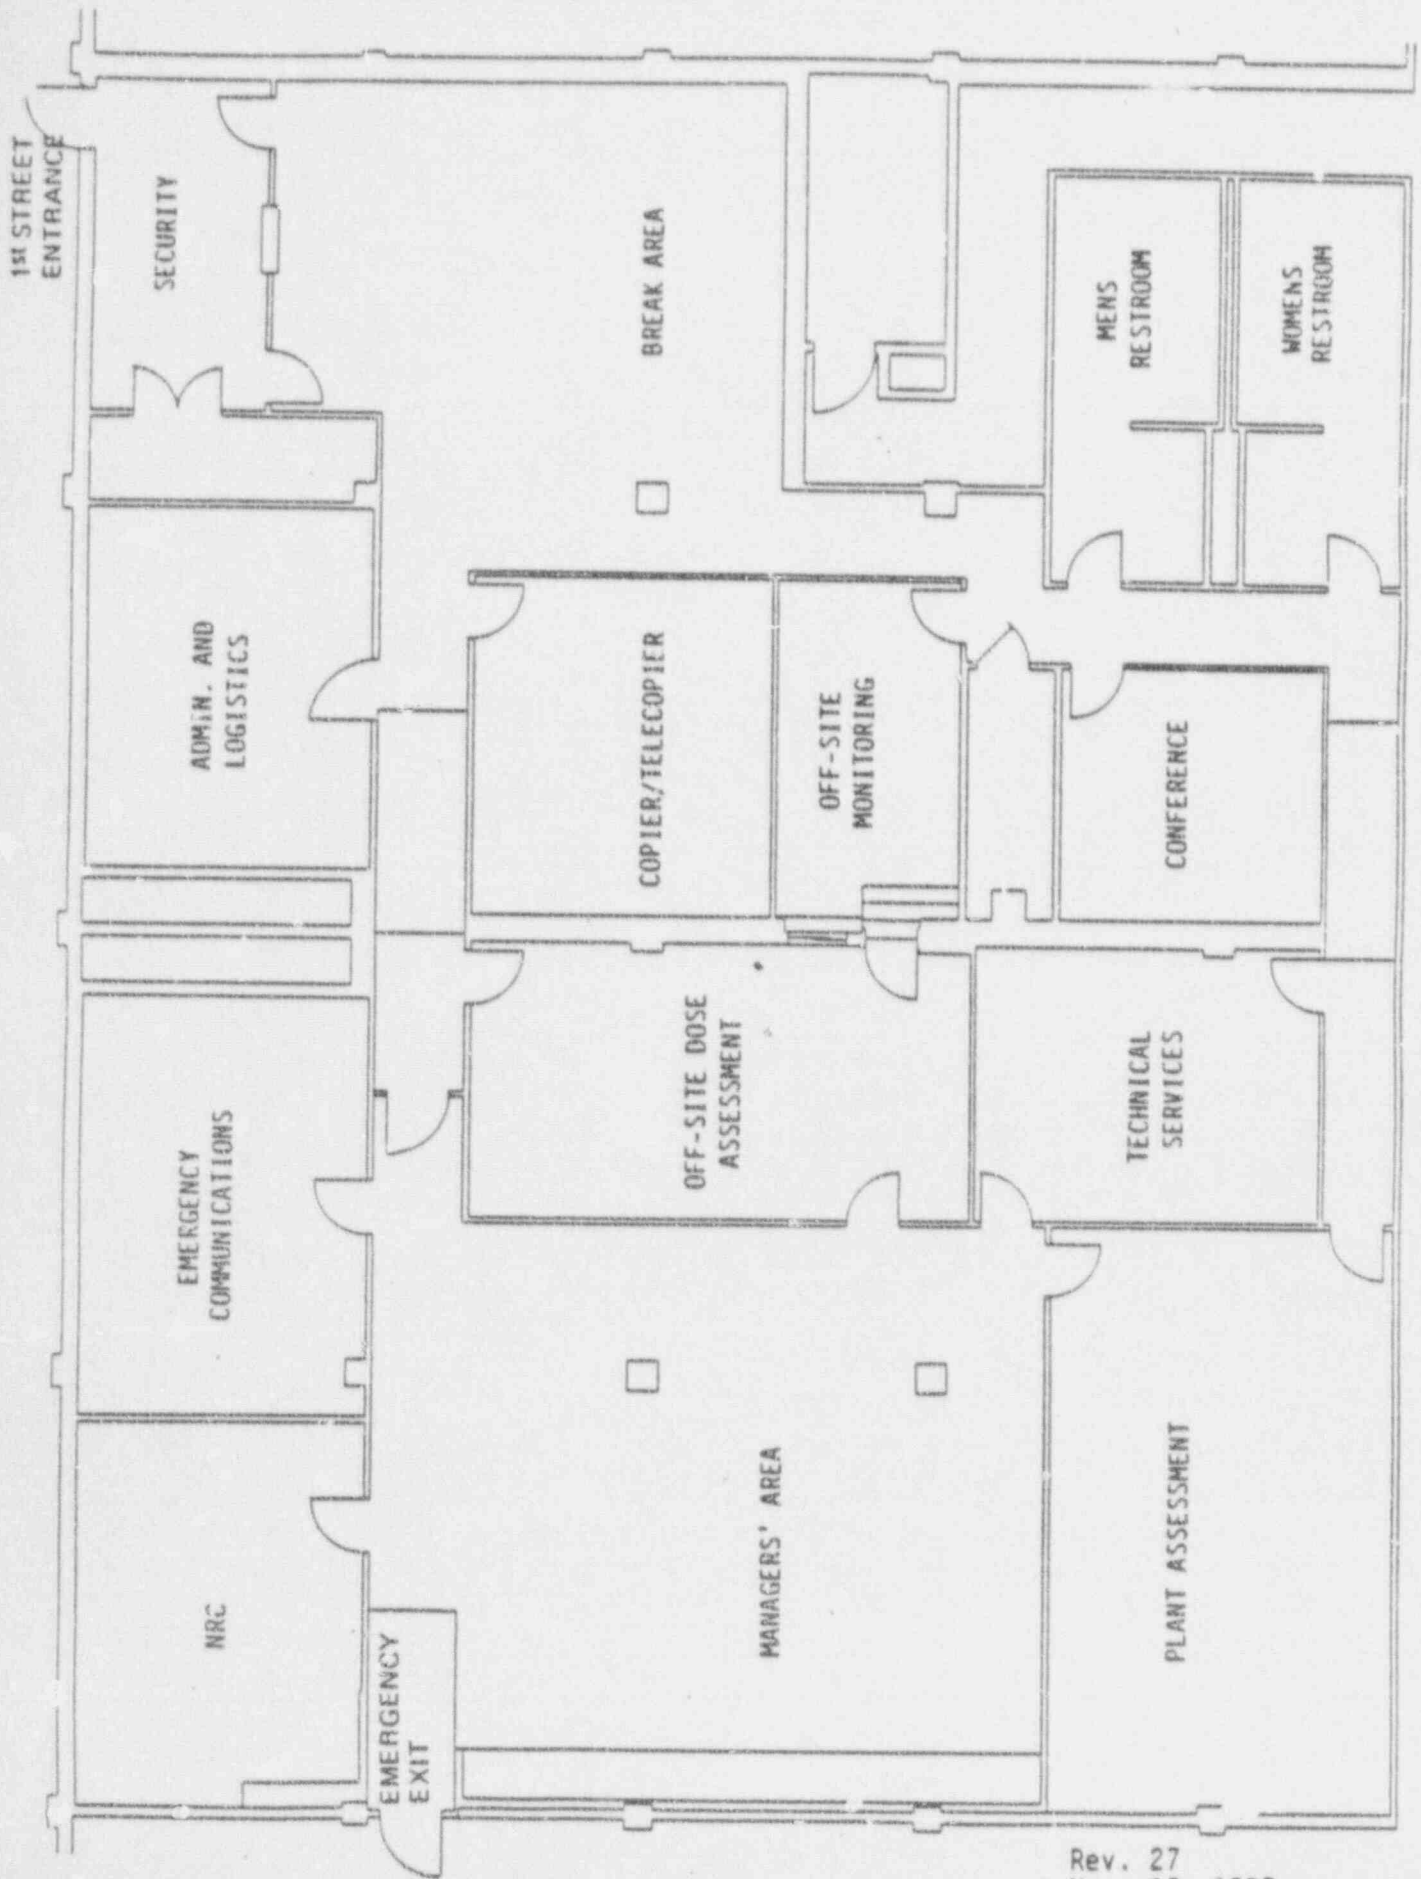 1st STREET
ENTRANCE
SECURITY
BREAK AREA
MENS
RESTROOM
WOMENS
RESTROOM
ADMIN. AND
LOGISTICS
COPIER/TELECOPIER
OFF-SITE
MONITORING
CONFERENCE
EMERGENCY
COMMUNICATIONS
OFF-SITE DOSE
ASSESSMENT
TECHNICAL
SERVICES
NRC
EMERGENCY
EXIT
MANAGERS' AREA
PLANT ASSESSMENT
Rev. 27